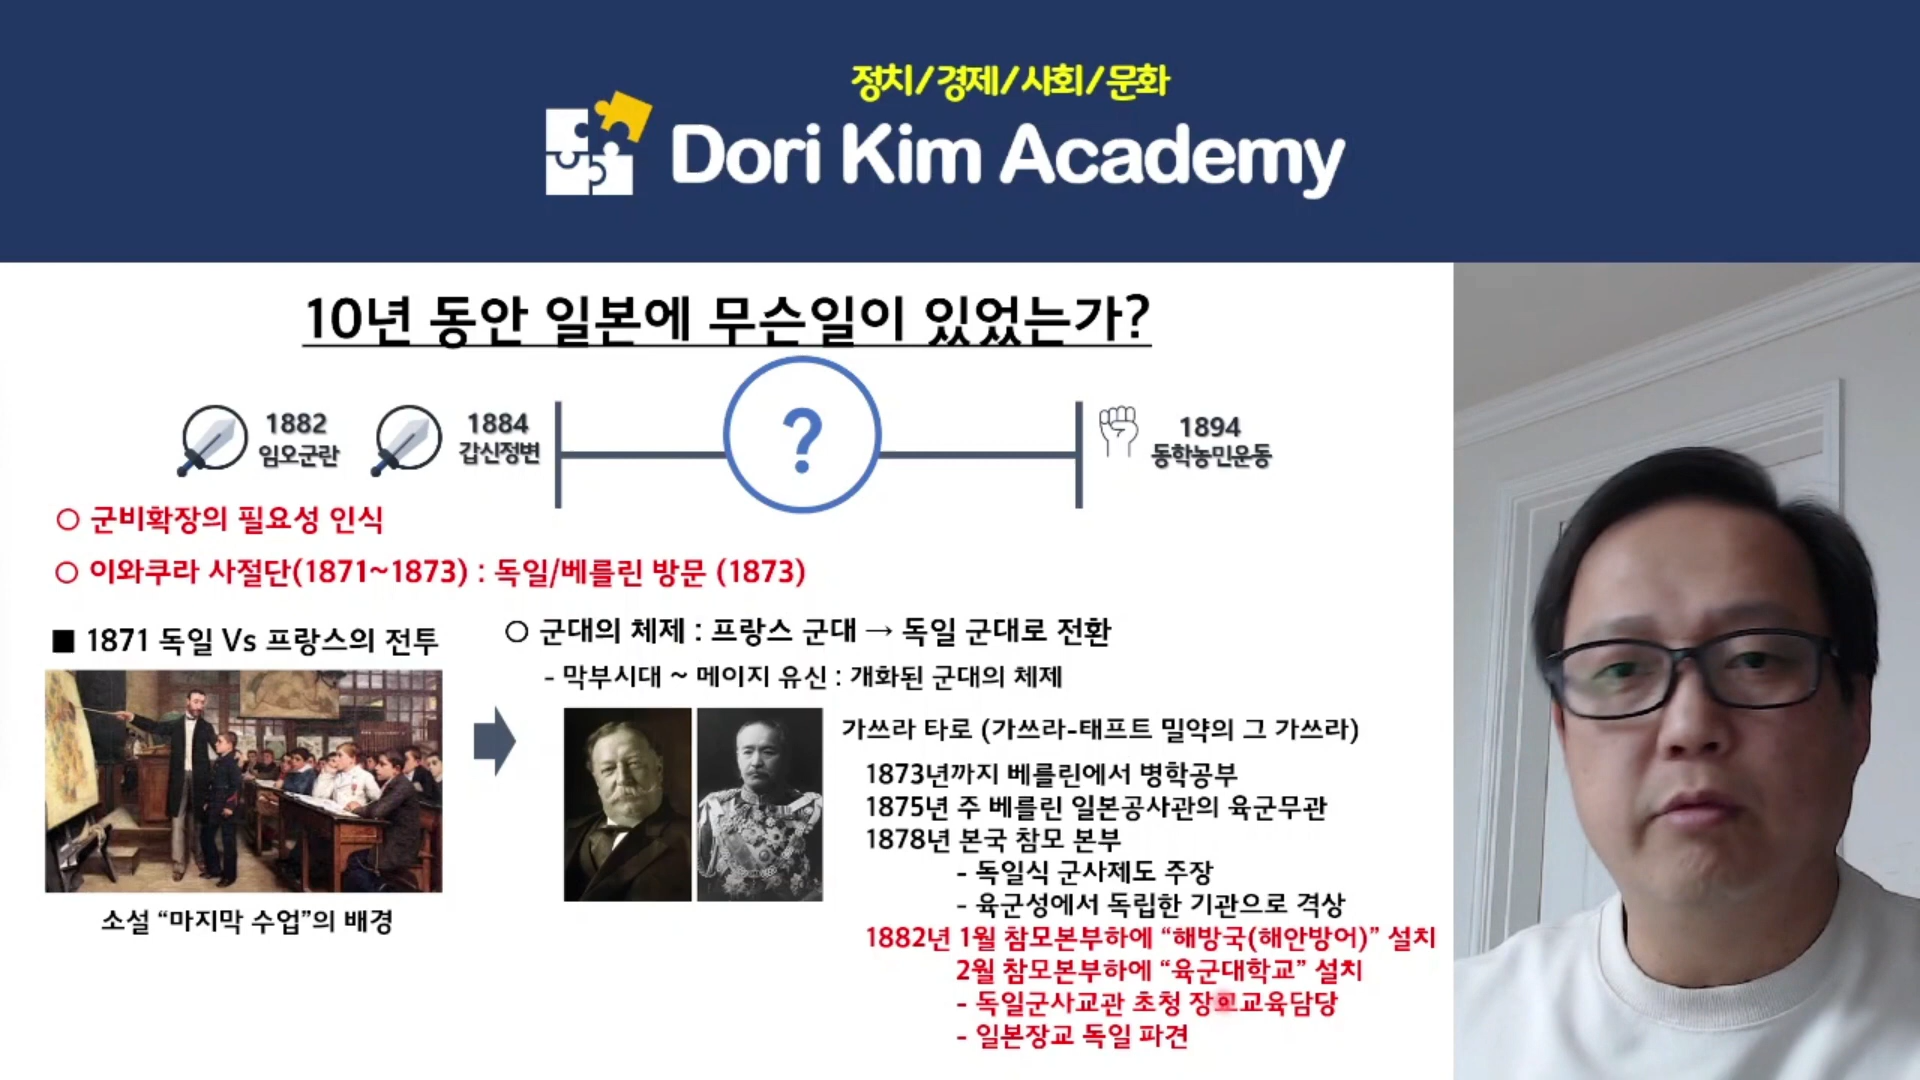 정치/경제/사회/문화
Dori Kim Academy
10년 동안 일본에 무슨일이 있었는가?
1882
임오군란
1884
갑신정변
?
1894
동학농민운동
○ 군비확장의 필요성 인식
○ 이와쿠라 사절단(1871~1873) : 독일/베를린 방문 (1873)
■ 1871 독일 Vs 프랑스의 전투
소설 “마지막 수업”의 배경
○ 군대의 체제 : 프랑스 군대 → 독일 군대로 전환
- 막부시대 ~ 메이지 유신 : 개화된 군대의 체제
가쓰라 타로 (가쓰라-태프트 밀약의 그 가쓰라)
1873년까지 베를린에서 병학공부
1875년 주 베를린 일본공사관의 육군무관
1878년 본국 참모 본부
- 독일식 군사제도 주장
- 육군성에서 독립한 기관으로 격상
1882년 1월 참모본부하에 “해방국(해안방어)” 설치
2월 참모본부하에 “육군대학교” 설치
- 독일군사교관 초청 장교교육담당
- 일본장교 독일 파견